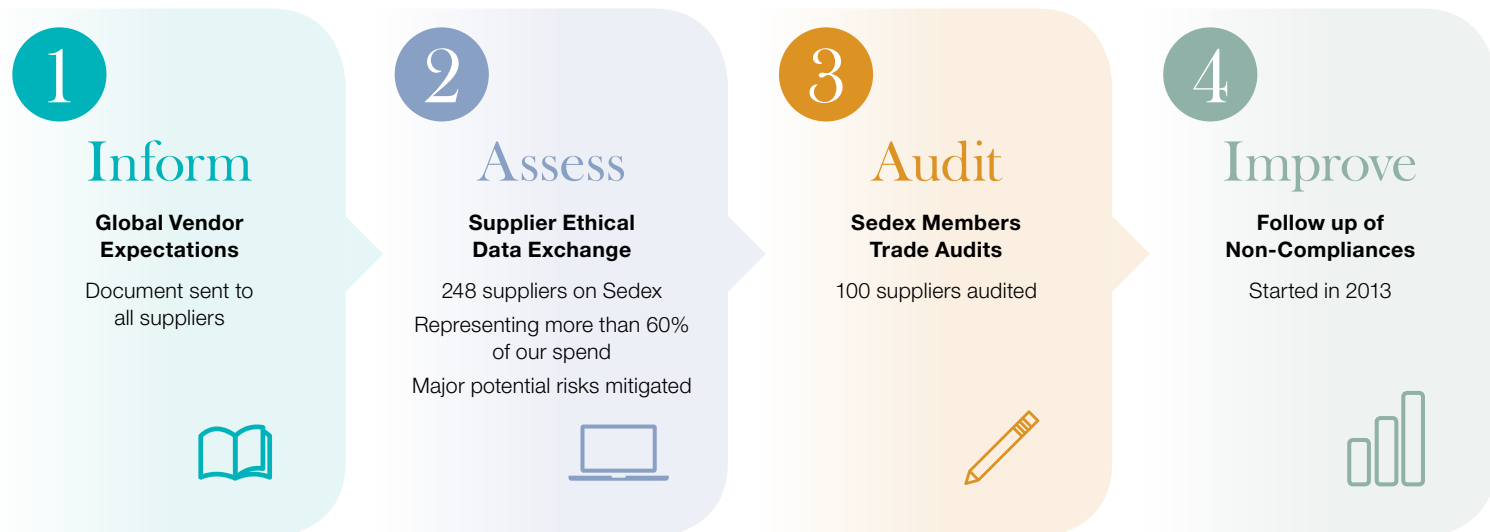 1
Inform
Global Vendor
Expectations
Document sent to
all suppliers
2
Assess
Supplier Ethical
Data Exchange
248 suppliers on Sedex
Representing more than 60%
of our spend
Major potential risks mitigated
3
Audit
Sedex Members
Trade Audits
100 suppliers audited
4
Improve
Follow up of
Non-Compliances
Started in 2013